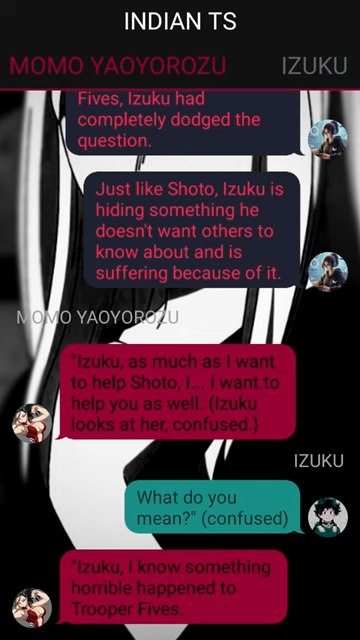 INDIAN TS
MOMO YAOYOROZU IZUKU
Fives, Izuku had
completely dodged the
question.
Just like Shoto, Izuku is
hiding something he
doesn't want others to
know about and is
suffering because of it.
MOMO YAOYOROZU
"Izuku, as much as I want
to help Shoto, I... I want to
help you as well. (Izuku
looks at her, confused.}
IZUKU
What do you
mean?" (confused)
"Izuku, I know something
horrible happened to
Trooper Fives.